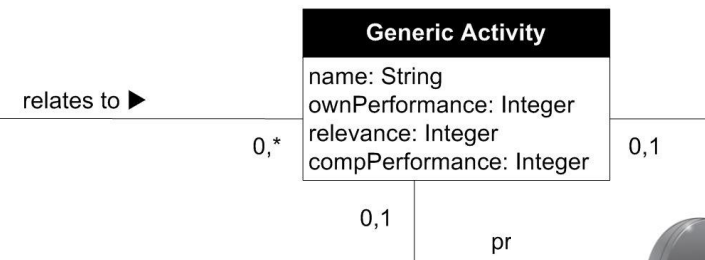 Generic Activity
name: String
ownPerformance: Integer
relates to ▶
relevance: Integer
0,*
0,1
compPerformance: Integer
0,1
pr